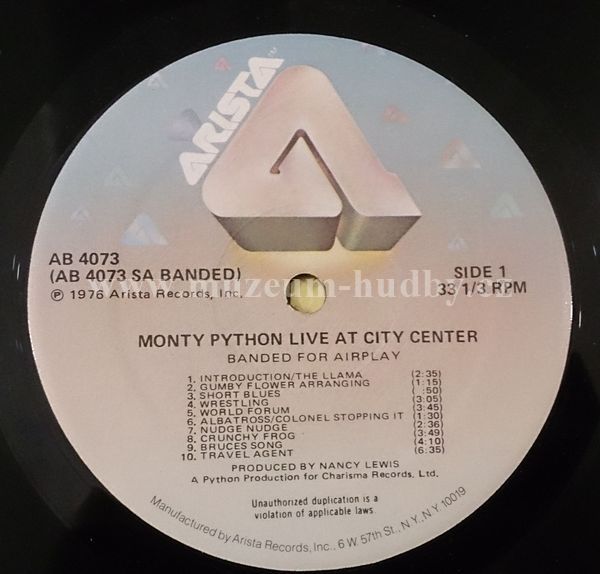 ARISTA™
AB 4073
(AB 4073 SA BANDED)
℗ 1976 Arista Records, Inc.
SIDE 1
33 1/3 RPM
www.muzeum-hudby.cz
MONTY PYTHON LIVE AT CITY CENTER
BANDED FOR AIRPLAY
1. INTRODUCTION/THE LLAMA (2:35)
2. GUMBY FLOWER ARRANGING (1:15)
3. SHORT BLUES ( :50)
4. WRESTLING (3:05)
5. WORLD FORUM (3:45)
6. ALBATROSS/COLONEL STOPPING IT (1:30)
7. NUDGE NUDGE (2:36)
8. CRUNCHY FROG (3:49)
9. BRUCES SONG (4:10)
10. TRAVEL AGENT (6:35)
PRODUCED BY NANCY LEWIS
A Python Production for Charisma Records, Ltd.
Unauthorized duplication is a
violation of applicable laws.
Manufactured by Arista Records, Inc., 6 W. 57th St., N.Y., N.Y. 10019